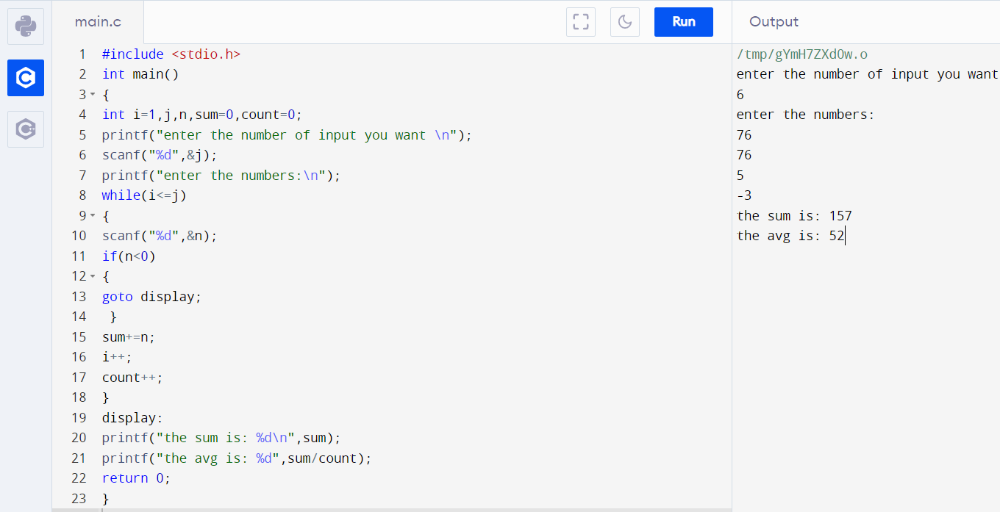 main.c
Run
Output
1 #include <stdio.h>
2 int main()
3 {
4 int i=1,j,n,sum=0,count=0;
5 printf("enter the number of input you want \n");
6 scanf("%d",&j);
7 printf("enter the numbers:\n");
8 while(i<=j)
9 {
10 scanf("%d",&n);
11 if(n<0)
12 {
13 goto display;
14 }
15 sum+=n;
16 i++;
17 count++;
18 }
19 display:
20 printf("the sum is: %d\n",sum);
21 printf("the avg is: %d",sum/count);
22 return 0;
23 }
/tmp/gYmH7ZXdOw.o
enter the number of input you want
6
enter the numbers:
76
76
5
-3
the sum is: 157
the avg is: 52